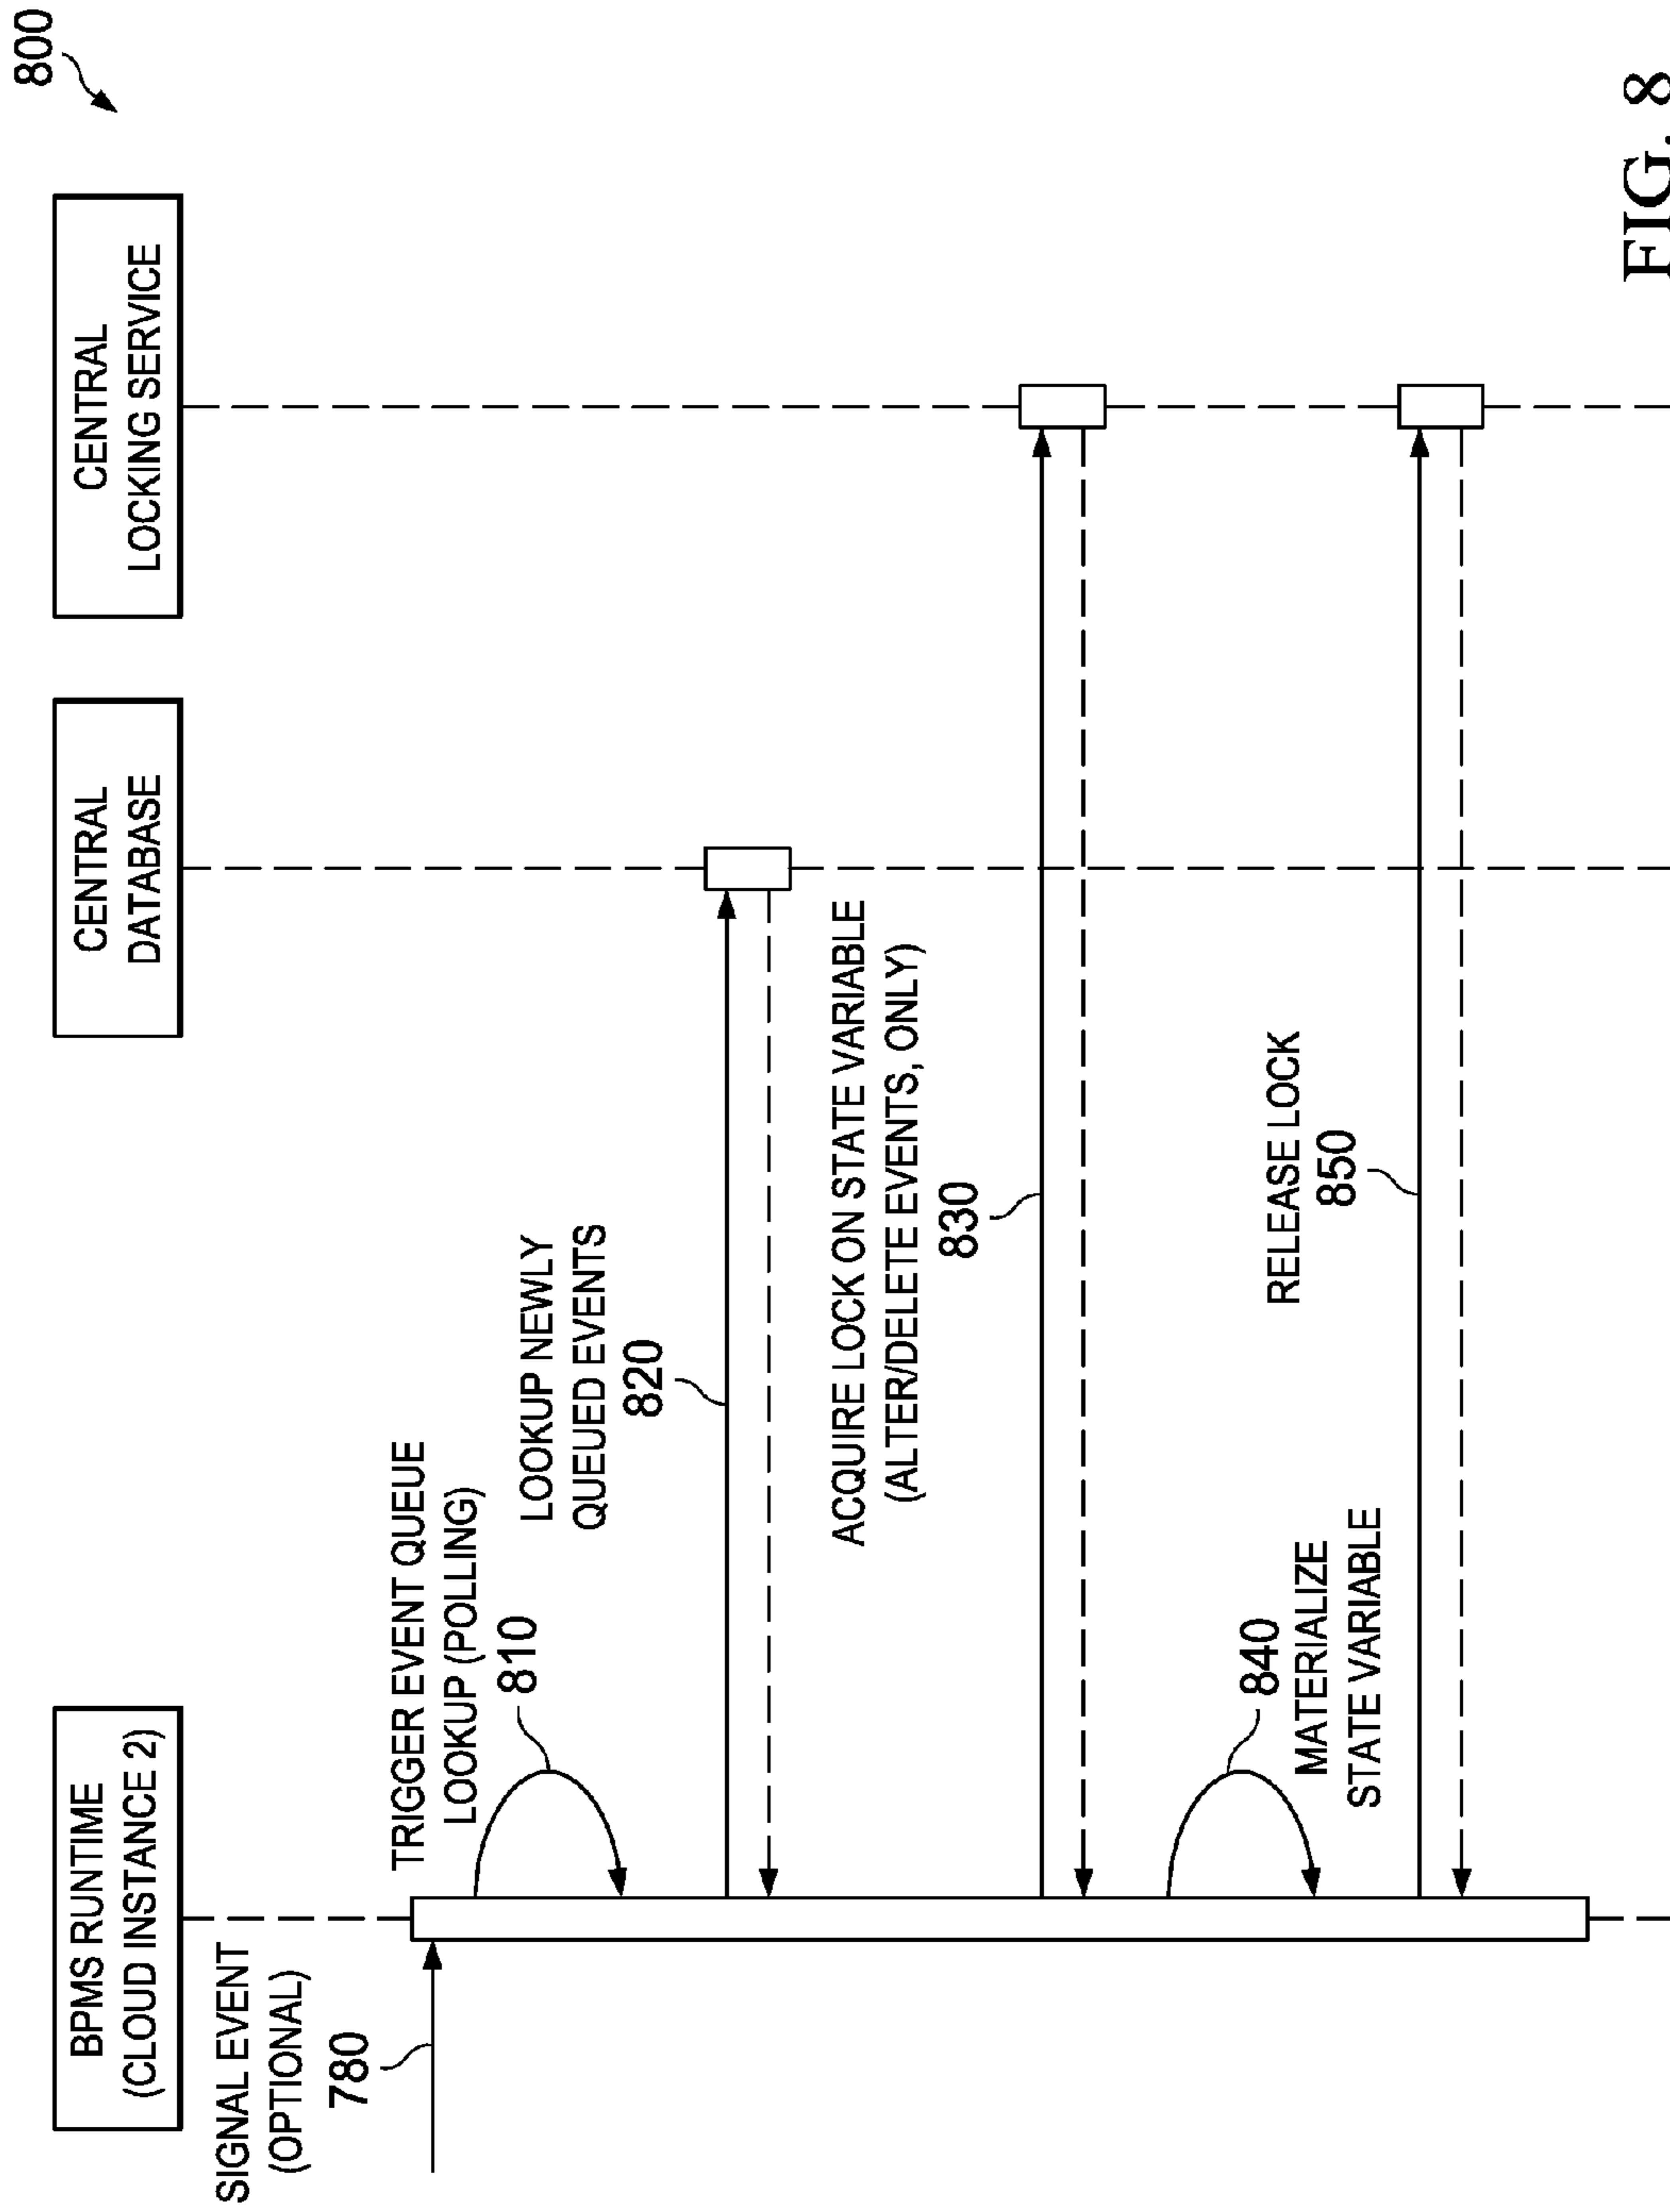 800
BPMS RUNTIME
(CLOUD INSTANCE 2)
CENTRAL
DATABASE
CENTRAL
LOCKING SERVICE
SIGNAL EVENT
(OPTIONAL)
780
TRIGGER EVENT QUEUE
LOOKUP (POLLING)
810
LOOKUP NEWLY
QUEUED EVENTS
820
ACQUIRE LOCK ON STATE VARIABLE
(ALTER/DELETE EVENTS, ONLY)
830
840
MATERIALIZE
STATE VARIABLE
RELEASE LOCK
850
FIG. 8